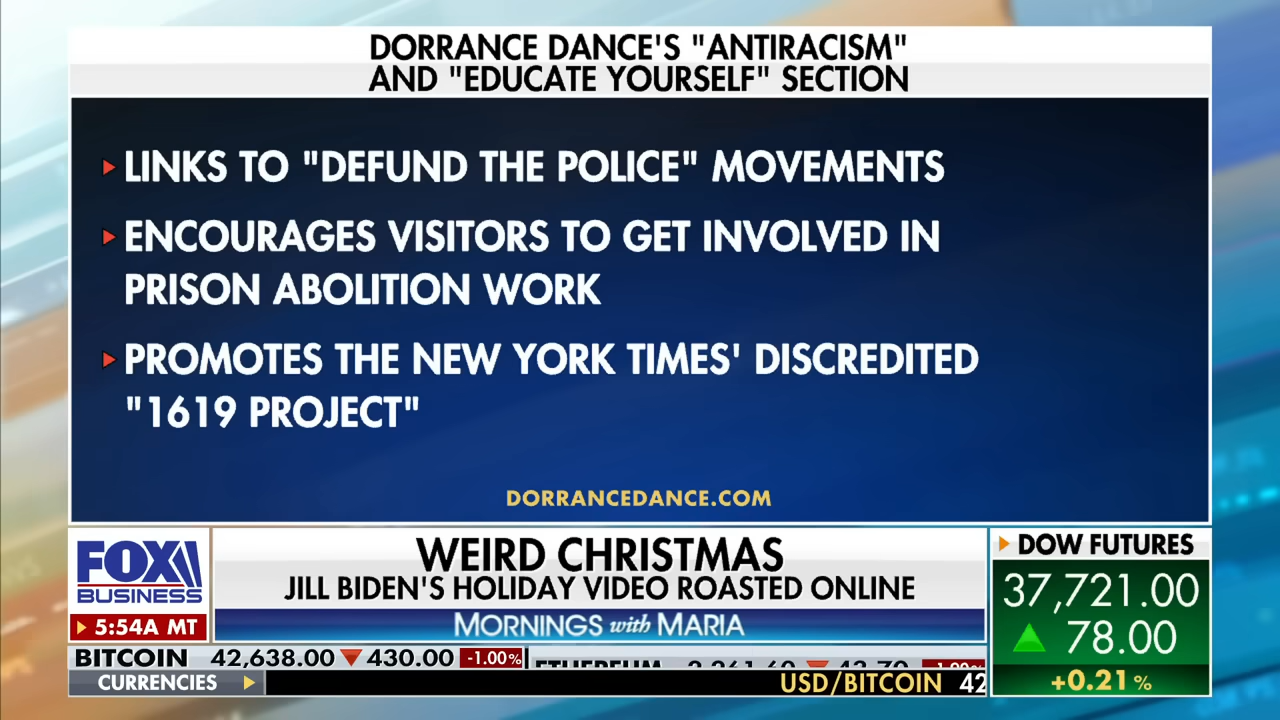 DORRANCE DANCE'S "ANTIRACISM"
AND "EDUCATE YOURSELF" SECTION
LINKS TO "DEFUND THE POLICE" MOVEMENTS
ENCOURAGES VISITORS TO GET INVOLVED IN
PRISON ABOLITION WORK
PROMOTES THE NEW YORK TIMES' DISCREDITED
"1619 PROJECT"
DORRANCEDANCE.COM
FOX
BUSINESS
5:54A MT
WEIRD CHRISTMAS
JILL BIDEN'S HOLIDAY VIDEO ROASTED ONLINE
MORNINGS with MARIA
DOW FUTURES
37,721.00
78.00
+0.21%
BITCOIN 42,638.00 430.00 -1.00% ETHEREUM
CURRENCIES USD/BITCOIN 42